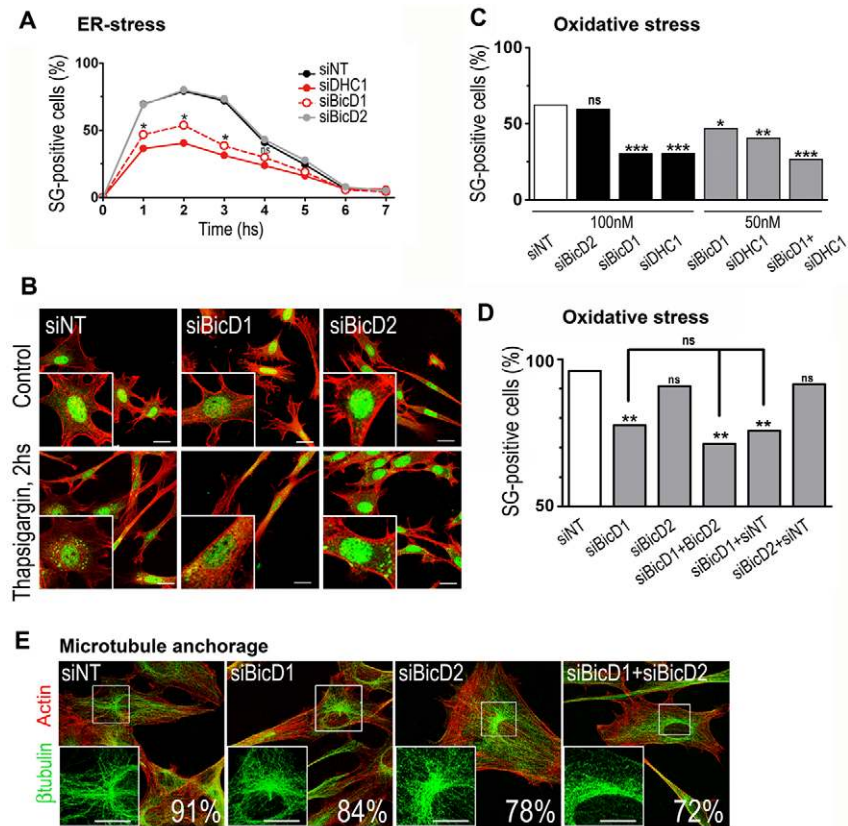 A
ER-stress
SG-positive cells (%)
100
50
0
siNT
siDHC1
siBicD1
siBicD2
*
*
*
ns
0 1 2 3 4 5 6 7
Time (hs)
C
Oxidative stress
SG-positive cells (%)
100
50
0
ns
***
***
*
**
***
100nM
50nM
siNT
siBicD2
siBicD1
siDHC1
siBicD1
siDHC1
siBicD1+
siDHC1
B
siNT
siBicD1
siBicD2
Control
Thapsigargin, 2hs
D
Oxidative stress
SG-positive cells (%)
100
50
ns
**
ns
**
**
ns
siNT
siBicD1
siBicD2
siBicD1+BicD2
siBicD1+siNT
siBicD2+siNT
E
Microtubule anchorage
siNT
siBicD1
siBicD2
siBicD1+siBicD2
βtubulin Actin
91%
84%
78%
72%